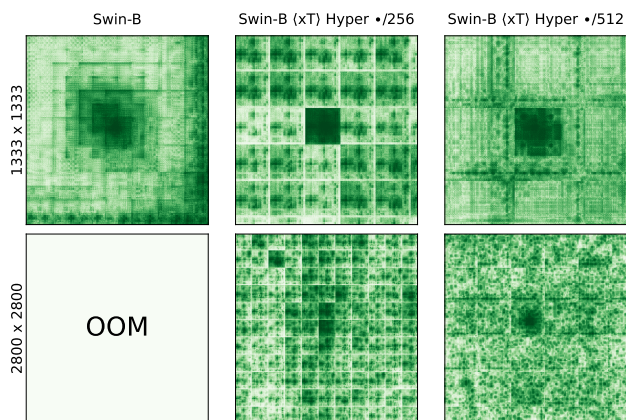 Swin-B
Swin-B ⟨xT⟩ Hyper •/256
Swin-B ⟨xT⟩ Hyper •/512
1333 x 1333
2800 x 2800
OOM